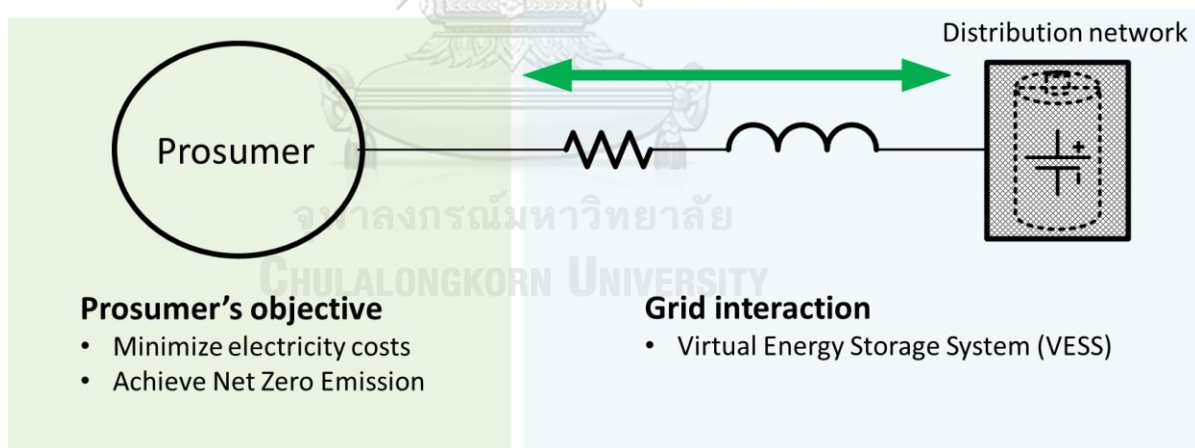 Distribution network
Prosumer
+
จุฬาลงกรณ์มหาวิทยาลัย
CHULALONGKORN UNIVERSITY
Prosumer's objective
• Minimize electricity costs
• Achieve Net Zero Emission
Grid interaction
• Virtual Energy Storage System (VESS)